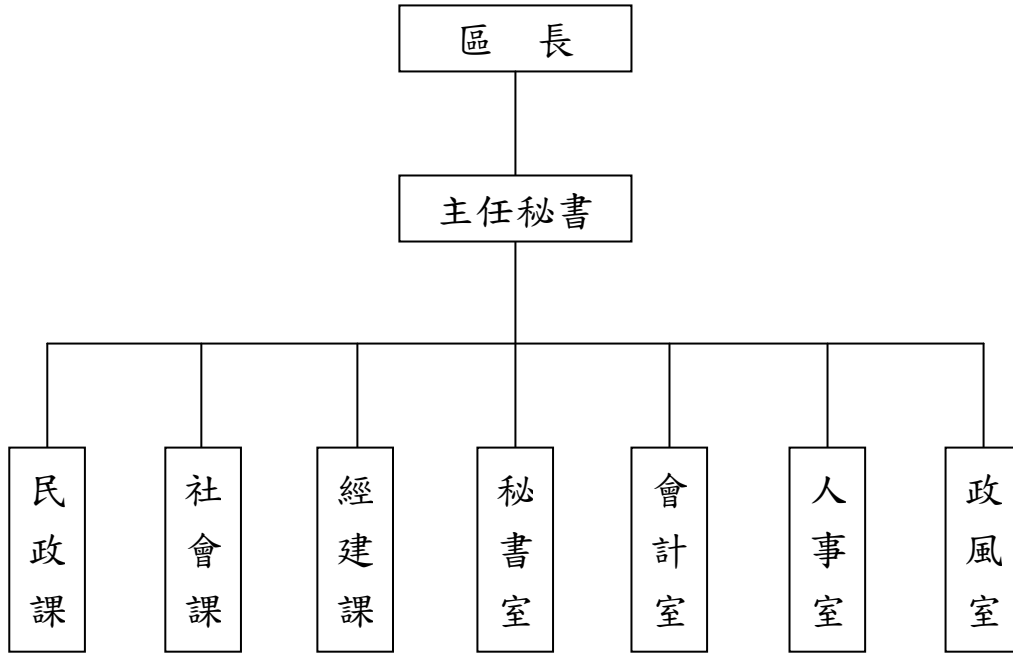 區 長
主任秘書
民政課
社會課
經建課
秘書室
會計室
人事室
政風室